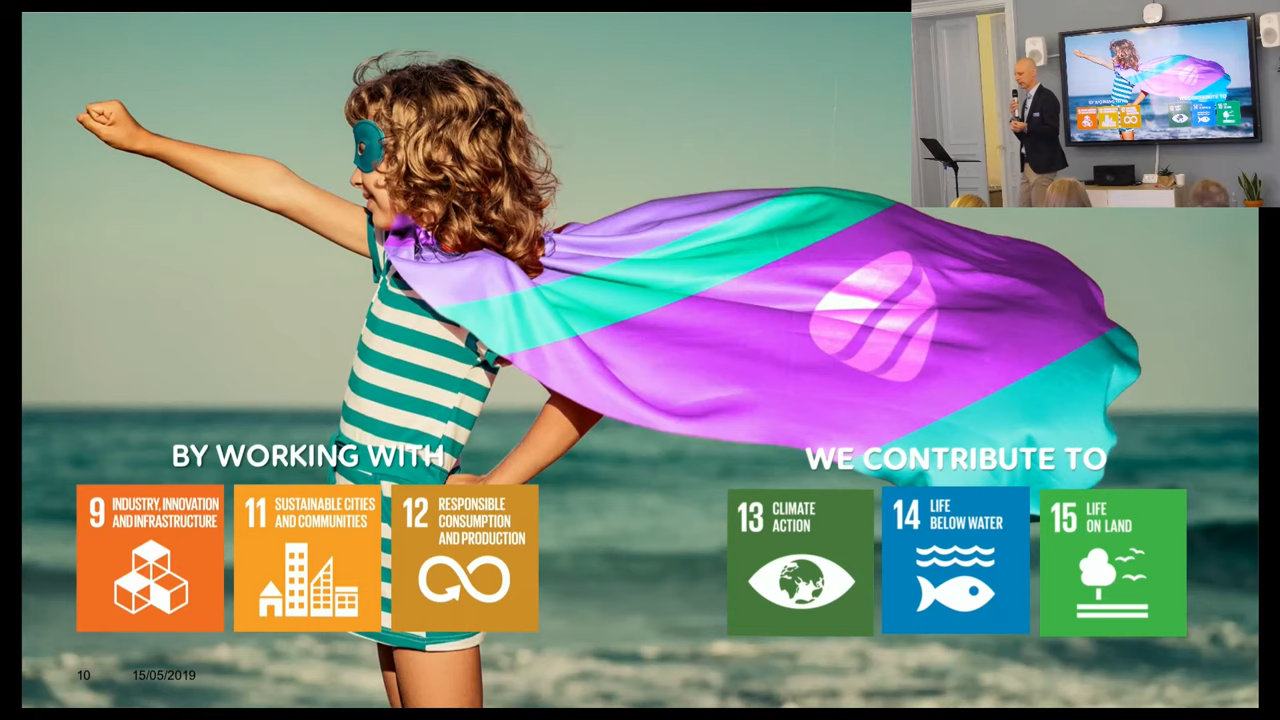 BY WORKING WITH
9 INDUSTRY, INNOVATION
AND INFRASTRUCTURE
11 SUSTAINABLE CITIES
AND COMMUNITIES
12 RESPONSIBLE
CONSUMPTION
AND PRODUCTION
WE CONTRIBUTE TO
13 CLIMATE
ACTION
14 LIFE
BELOW WATER
15 LIFE
ON LAND
10 15/05/2019